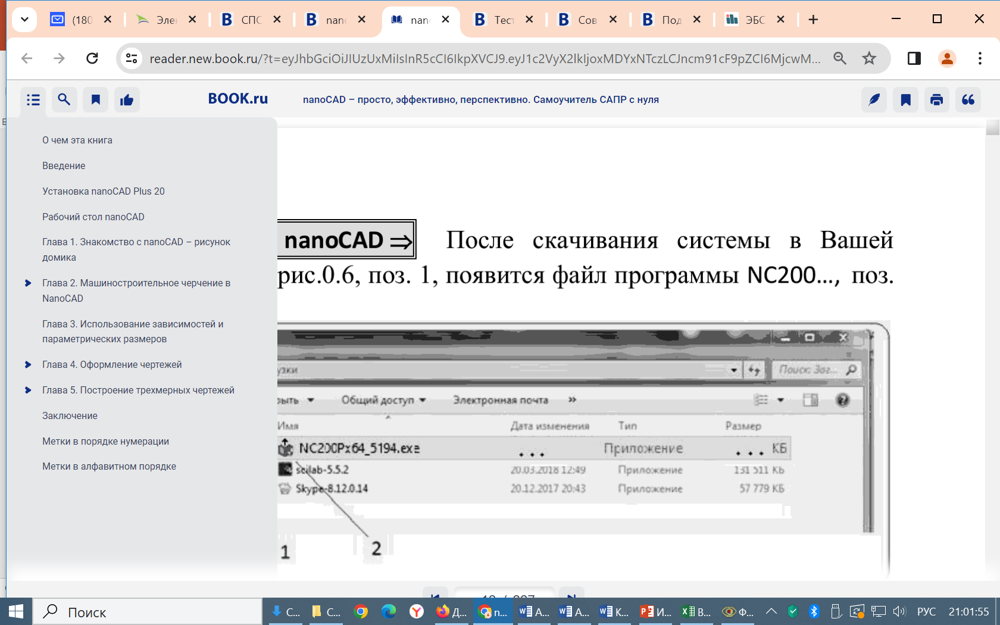 (180
Эле
СПС
nano
nan
Тест
Сов
Под
ЭБС
reader.new.book.ru/?t=eyJhbGciOiJIUzUxMiIsInR5cCI6IkpXVCJ9.eyJ1c2VyX2lkIjoxMDYxNTczLCJncm91cF9pZCI6MjcwM...
BOOK.ru
nanoCAD – просто, эффективно, перспективно. Самоучитель САПР с нуля
О чем эта книга
Введение
Установка nanoCAD Plus 20
Рабочий стол nanoCAD
Глава 1. Знакомство с nanoCAD – рисунок
домика
Глава 2. Машиностроительное черчение в
NanoCAD
Глава 3. Использование зависимостей и
параметрических размеров
Глава 4. Оформление чертежей
Глава 5. Построение трехмерных чертежей
Заключение
Метки в порядке нумерации
Метки в алфавитном порядке
nanoCAD ⇒ После скачивания системы в Вашей
рис.0.6, поз. 1, появится файл программы NC200..., поз.
узки
Поиск: Заг...
рыть Общий доступ Электронная почта »
Имя Дата изменения Тип Размер
NC200Px64_5194.exe ... Приложение ... КБ
scilab-5.5.2 20.03.2018 12:49 Приложение 131 511 КБ
Skype-8.12.0.14 20.12.2017 20:43 Приложение 57 779 КБ
1 2
Поиск
С...
С...
Д...
n...
А...
А...
К...
И...
В...
Ф...
РУС
21:01:55